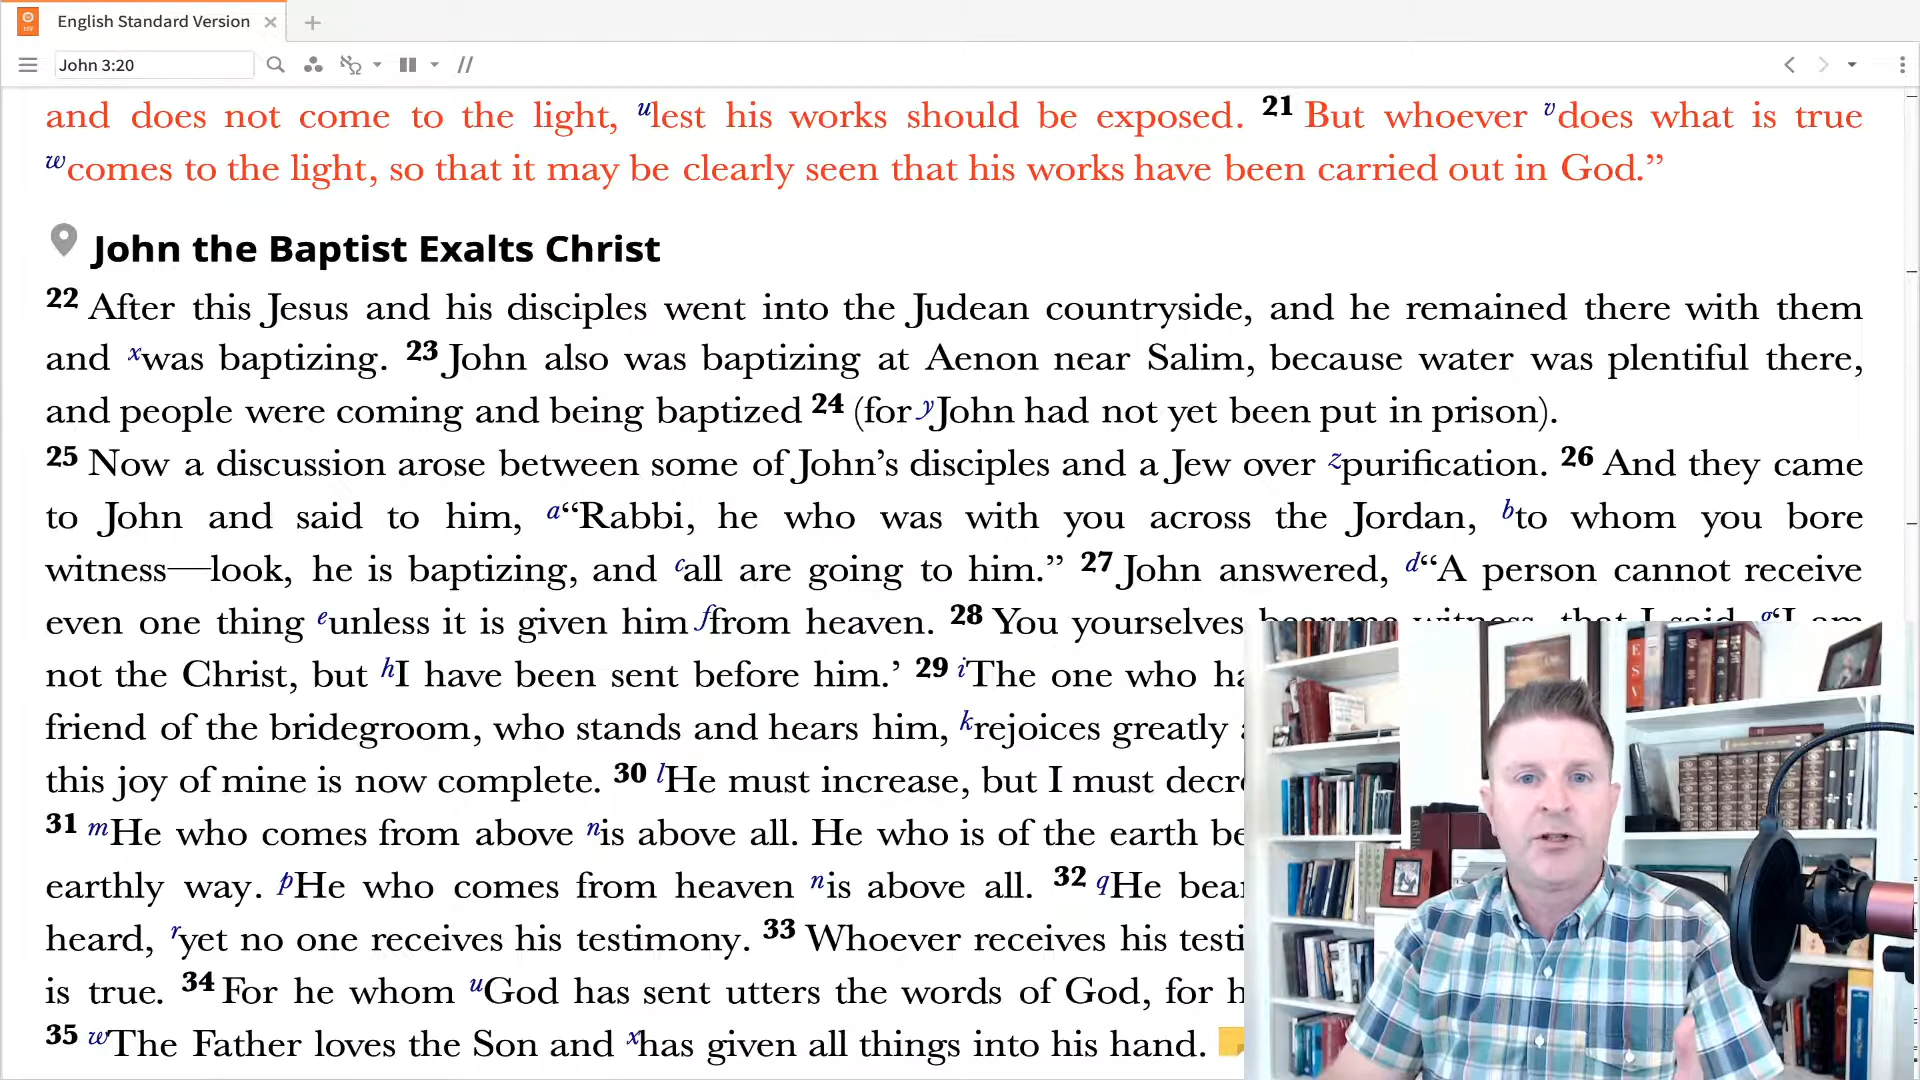 English Standard Version
John 3:20
and does not come to the light, ulest his works should be exposed. 21 But whoever vdoes what is true
wcomes to the light, so that it may be clearly seen that his works have been carried out in God.”
John the Baptist Exalts Christ
22 After this Jesus and his disciples went into the Judean countryside, and he remained there with them
and xwas baptizing. 23 John also was baptizing at Aenon near Salim, because water was plentiful there,
and people were coming and being baptized 24 (for yJohn had not yet been put in prison).
25 Now a discussion arose between some of John’s disciples and a Jew over zpurification. 26 And they came
to John and said to him, a“Rabbi, he who was with you across the Jordan, bto whom you bore
witness—look, he is baptizing, and call are going to him.” 27 John answered, d“A person cannot receive
even one thing eunless it is given him ffrom heaven. 28 You yourselves bear me witness, that I said, g‘I am
not the Christ, but hI have been sent before him.’ 29 iThe one who ha
friend of the bridegroom, who stands and hears him, krejoices greatly
this joy of mine is now complete. 30 lHe must increase, but I must decre
31 mHe who comes from above nis above all. He who is of the earth be
earthly way. pHe who comes from heaven nis above all. 32 qHe bear
heard, ryet no one receives his testimony. 33 Whoever receives his testi
is true. 34 For he whom uGod has sent utters the words of God, for h
35 wThe Father loves the Son and xhas given all things into his hand.
ESV